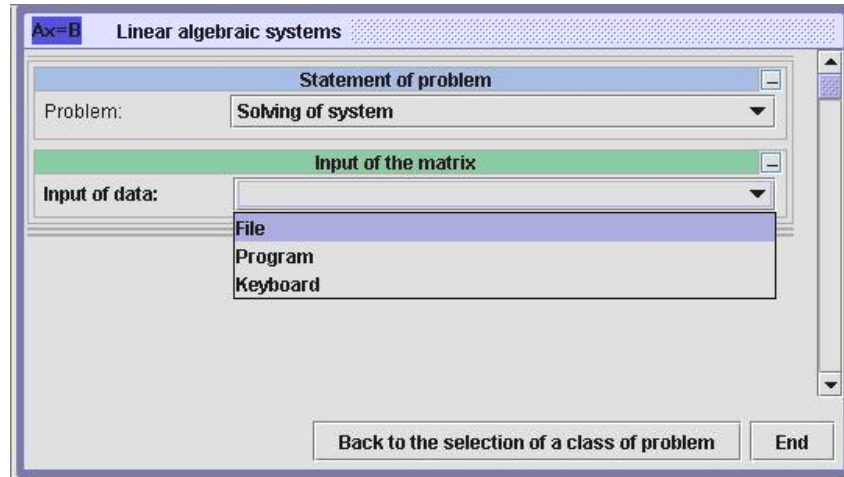 Ax=B Linear algebraic systems
Statement of problem
Problem: Solving of system
Input of the matrix
Input of data:
File
Program
Keyboard
Back to the selection of a class of problem End